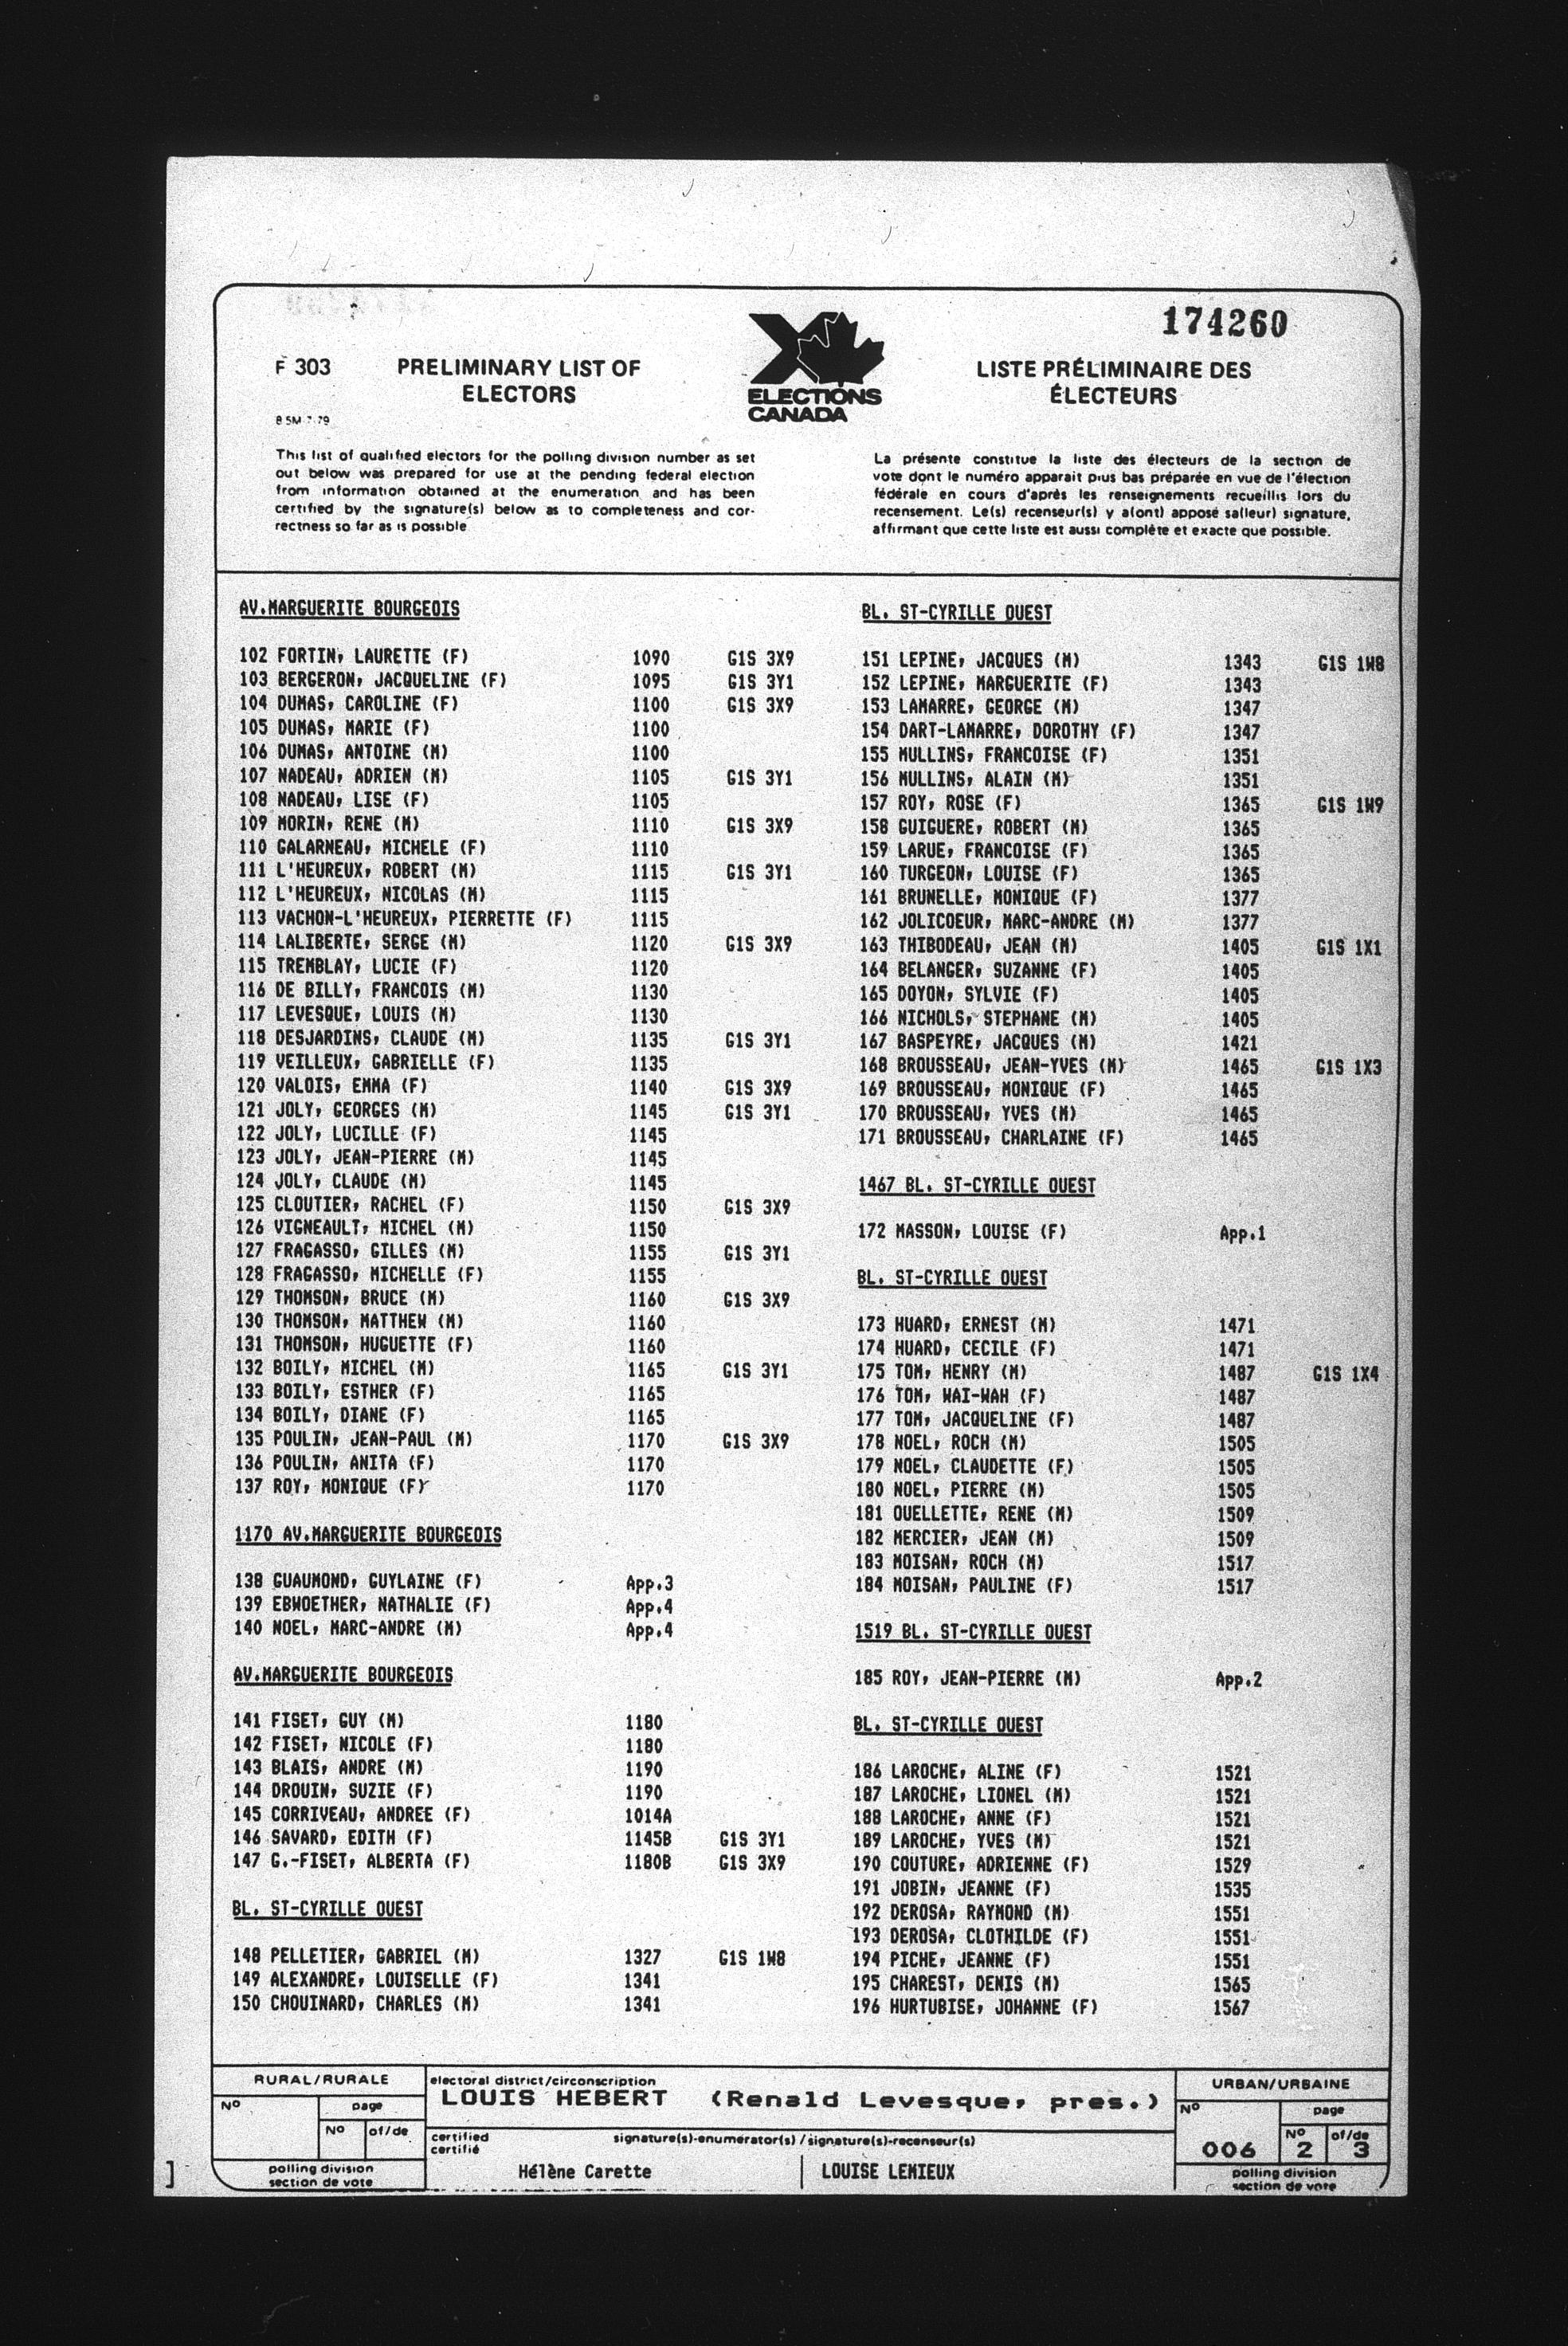 174260
F 303
PRELIMINARY LIST OF
ELECTORS
ELECTIONS
CANADA
LISTE PRÉLIMINAIRE DES
ÉLECTEURS
8 5M-7-79
This list of qualified electors for the polling division number as set
out below was prepared for use at the pending federal election
from information obtained at the enumeration and has been
certified by the signature(s) below as to completeness and cor-
rectness so far as is possible
La présente constitue la liste des électeurs de la section de
vote dont le numéro apparait plus bas préparée en vue de l'élection
fédérale en cours d'après les renseignements recueillis lors du
recensement. Le(s) recenseur(s) y a(ont) apposé sa(leur) signature,
affirmant que cette liste est aussi complète et exacte que possible.
AV.MARGUERITE BOURGEOIS
102 FORTIN, LAURETTE (F) 1090 G1S 3X9
103 BERGERON, JACQUELINE (F) 1095 G1S 3Y1
104 DUMAS, CAROLINE (F) 1100 G1S 3X9
105 DUMAS, MARIE (F) 1100
106 DUMAS, ANTOINE (M) 1100
107 NADEAU, ADRIEN (M) 1105 G1S 3Y1
108 NADEAU, LISE (F) 1105
109 MORIN, RENE (M) 1110 G1S 3X9
110 GALARNEAU, MICHELE (F) 1110
111 L'HEUREUX, ROBERT (M) 1115 G1S 3Y1
112 L'HEUREUX, NICOLAS (M) 1115
113 VACHON-L'HEUREUX, PIERRETTE (F) 1115
114 LALIBERTE, SERGE (M) 1120 G1S 3X9
115 TREMBLAY, LUCIE (F) 1120
116 DE BILLY, FRANCOIS (M) 1130
117 LEVESQUE, LOUIS (M) 1130
118 DESJARDINS, CLAUDE (M) 1135 G1S 3Y1
119 VEILLEUX, GABRIELLE (F) 1135
120 VALOIS, EMMA (F) 1140 G1S 3X9
121 JOLY, GEORGES (M) 1145 G1S 3Y1
122 JOLY, LUCILLE (F) 1145
123 JOLY, JEAN-PIERRE (M) 1145
124 JOLY, CLAUDE (M) 1145
125 CLOUTIER, RACHEL (F) 1150 G1S 3X9
126 VIGNEAULT, MICHEL (M) 1150
127 FRAGASSO, GILLES (M) 1155 G1S 3Y1
128 FRAGASSO, MICHELLE (F) 1155
129 THOMSON, BRUCE (M) 1160 G1S 3X9
130 THOMSON, MATTHEW (M) 1160
131 THOMSON, HUGUETTE (F) 1160
132 BOILY, MICHEL (M) 1165 G1S 3Y1
133 BOILY, ESTHER (F) 1165
134 BOILY, DIANE (F) 1165
135 POULIN, JEAN-PAUL (M) 1170 G1S 3X9
136 POULIN, ANITA (F) 1170
137 ROY, MONIQUE (F) 1170
1170 AV.MARGUERITE BOURGEOIS
138 GUAUMOND, GUYLAINE (F) App.3
139 EBWOETHER, NATHALIE (F) App.4
140 NOEL, MARC-ANDRE (M) App.4
AV.MARGUERITE BOURGEOIS
141 FISET, GUY (M) 1180
142 FISET, NICOLE (F) 1180
143 BLAIS, ANDRE (M) 1190
144 DROUIN, SUZIE (F) 1190
145 CORRIVEAU, ANDREE (F) 1014A
146 SAVARD, EDITH (F) 1145B G1S 3Y1
147 G.-FISET, ALBERTA (F) 1180B G1S 3X9
BL. ST-CYRILLE OUEST
148 PELLETIER, GABRIEL (M) 1327 G1S 1W8
149 ALEXANDRE, LOUISELLE (F) 1341
150 CHOUINARD, CHARLES (M) 1341
BL. ST-CYRILLE OUEST
151 LEPINE, JACQUES (M) 1343 G1S 1W8
152 LEPINE, MARGUERITE (F) 1343
153 LAMARRE, GEORGE (M) 1347
154 DART-LAMARRE, DOROTHY (F) 1347
155 MULLINS, FRANCOISE (F) 1351
156 MULLINS, ALAIN (M) 1351
157 ROY, ROSE (F) 1365 G1S 1W9
158 GUIGUERE, ROBERT (M) 1365
159 LARUE, FRANCOISE (F) 1365
160 TURGEON, LOUISE (F) 1365
161 BRUNELLE, MONIQUE (F) 1377
162 JOLICOEUR, MARC-ANDRE (M) 1377
163 THIBODEAU, JEAN (M) 1405 G1S 1X1
164 BELANGER, SUZANNE (F) 1405
165 DOYON, SYLVIE (F) 1405
166 NICHOLS, STEPHANE (M) 1405
167 BASPEYRE, JACQUES (M) 1421
168 BROUSSEAU, JEAN-YVES (M) 1465 G1S 1X3
169 BROUSSEAU, MONIQUE (F) 1465
170 BROUSSEAU, YVES (M) 1465
171 BROUSSEAU, CHARLAINE (F) 1465
1467 BL. ST-CYRILLE OUEST
172 MASSON, LOUISE (F) App.1
BL. ST-CYRILLE OUEST
173 HUARD, ERNEST (M) 1471
174 HUARD, CECILE (F) 1471
175 TOM, HENRY (M) 1487 G1S 1X4
176 TOM, WAI-WAH (F) 1487
177 TOM, JACQUELINE (F) 1487
178 NOEL, ROCH (M) 1505
179 NOEL, CLAUDETTE (F) 1505
180 NOEL, PIERRE (M) 1505
181 OUELLETTE, RENE (M) 1509
182 MERCIER, JEAN (M) 1509
183 MOISAN, ROCH (M) 1517
184 MOISAN, PAULINE (F) 1517
1519 BL. ST-CYRILLE OUEST
185 ROY, JEAN-PIERRE (M) App.2
BL. ST-CYRILLE OUEST
186 LAROCHE, ALINE (F) 1521
187 LAROCHE, LIONEL (M) 1521
188 LAROCHE, ANNE (F) 1521
189 LAROCHE, YVES (M) 1521
190 COUTURE, ADRIENNE (F) 1529
191 JOBIN, JEANNE (F) 1535
192 DEROSA, RAYMOND (M) 1551
193 DEROSA, CLOTHILDE (F) 1551
194 PICHE, JEANNE (F) 1551
195 CHAREST, DENIS (M) 1565
196 HURTUBISE, JOHANNE (F) 1567
RURAL/RURALE
Nº
page
Nº of/de
polling division
section de vote
electoral district/circonscription
LOUIS HEBERT (Renald Levesque, pres.)
certified
certifié
signature(s)-enumerator(s)/signature(s)-recenseur(s)
Hélène Carette
LOUISE LEMIEUX
URBAN/URBAINE
Nº
page
Nº of/de
006 2 3
polling division
section de vote